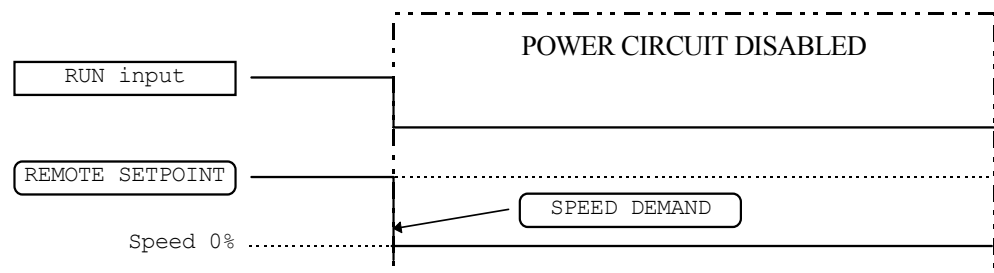 POWER CIRCUIT DISABLED
RUN input
REMOTE SETPOINT
SPEED DEMAND
Speed 0%